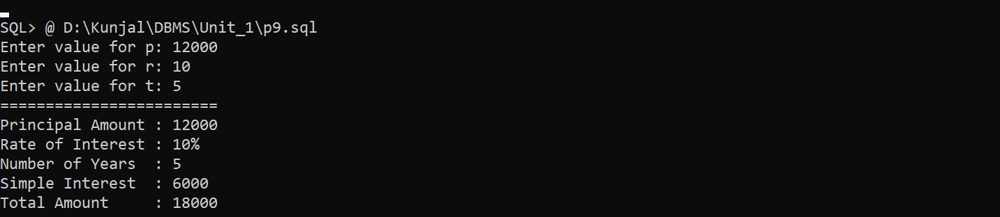 SQL> @ D:\Kunjal\DBMS\Unit_1\p9.sql
Enter value for p: 12000
Enter value for r: 10
Enter value for t: 5
========================
Principal Amount : 12000
Rate of Interest : 10%
Number of Years  : 5
Simple Interest  : 6000
Total Amount     : 18000